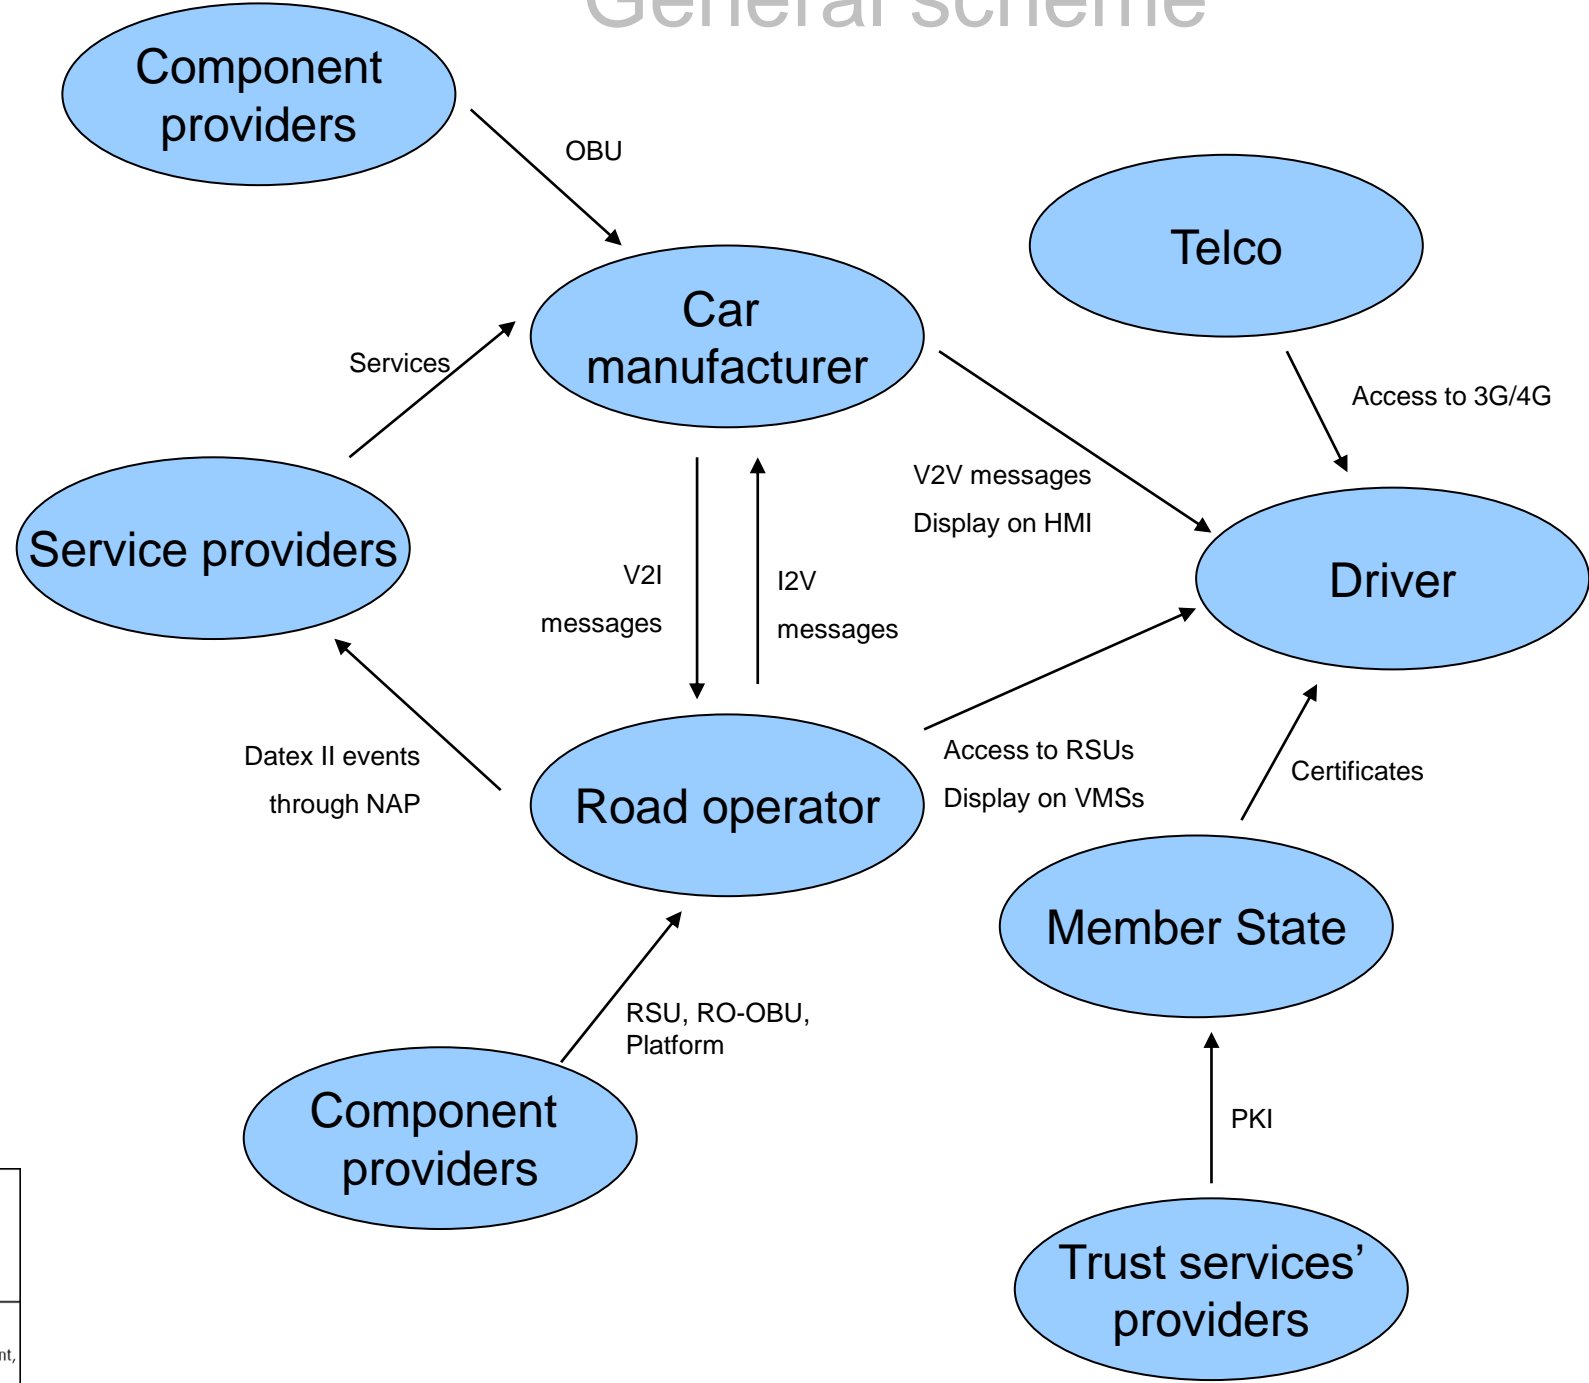 General scheme
Component
providers
OBU
Telco
Car
manufacturer
Services
Access to 3G/4G
V2V messages
Display on HMI
Service providers
V2I
messages
I2V
messages
Driver
Datex II events
through NAP
Road operator
Access to RSUs
Display on VMSs
Certificates
Member State
RSU, RO-OBU,
Platform
Component
providers
PKI
Trust services’
providers